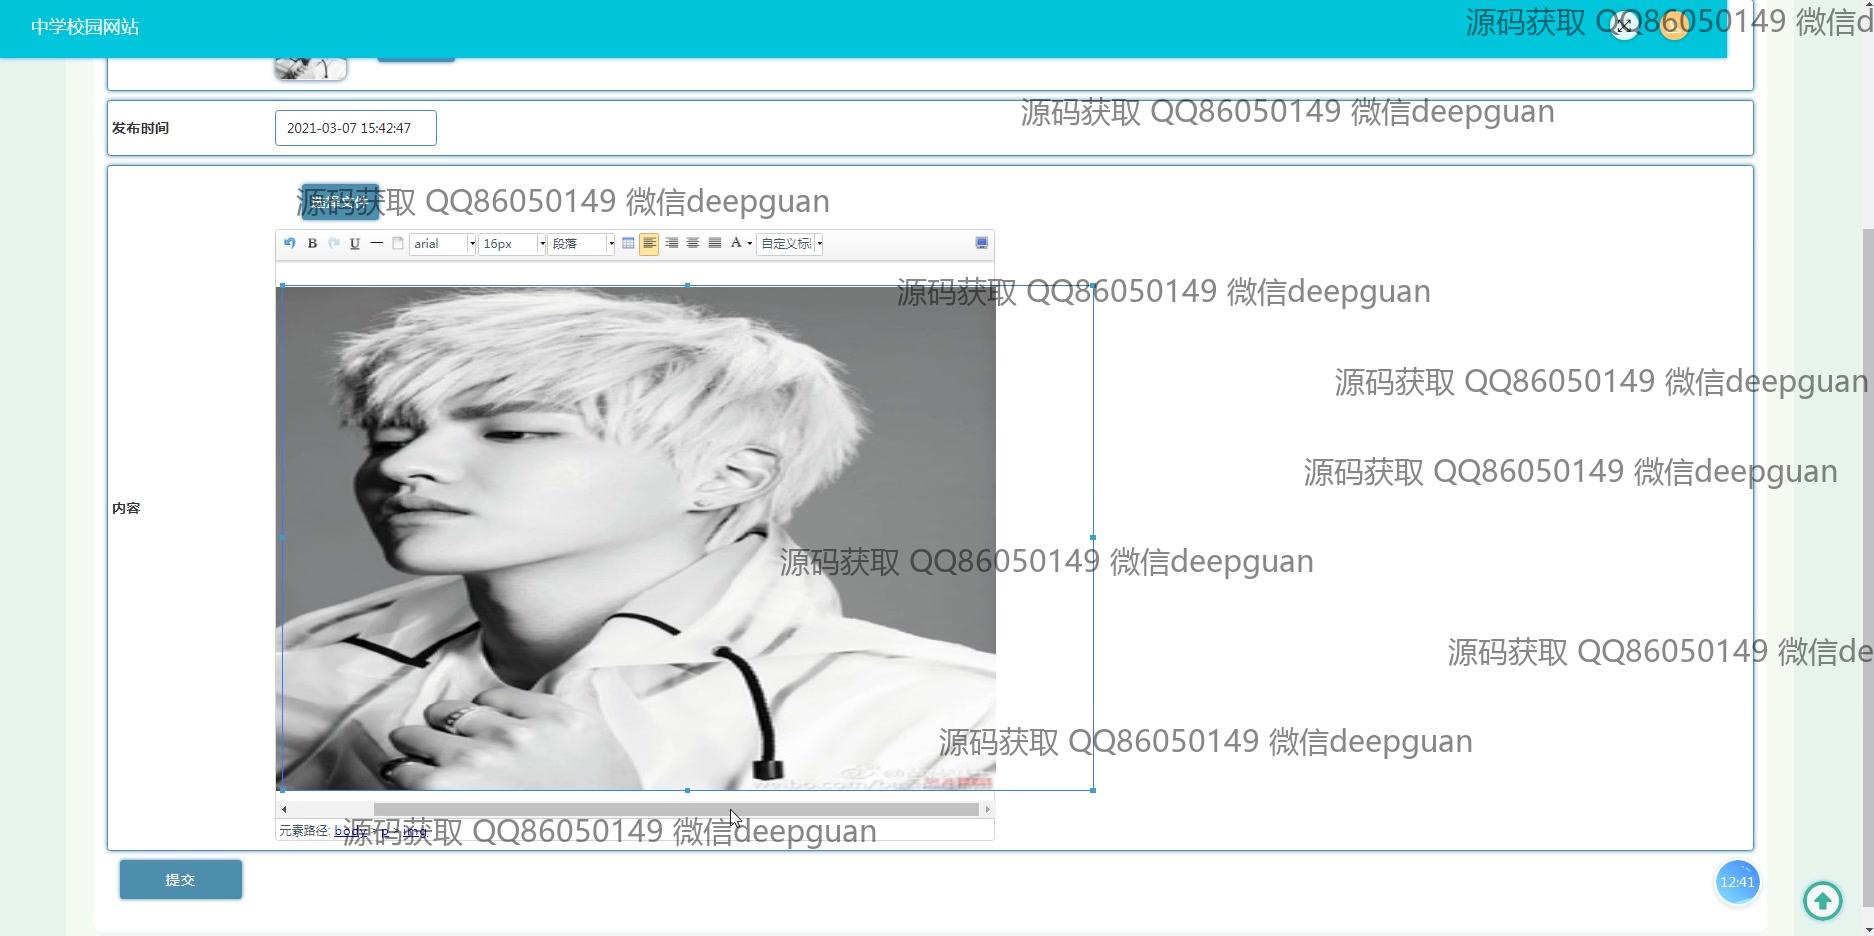 中学校园网站
源码获取 QQ86050149 微信d
源码获取 QQ86050149 微信deepguan
发布时间
2021-03-07 15:42:47
选择文件
源码获取 QQ86050149 微信deepguan
B
U
arial
16px
段落
A
自定义标
源码获取 QQ86050149 微信deepguan
源码获取 QQ86050149 微信deepguan
源码获取 QQ86050149 微信deepguan
内容
源码获取 QQ86050149 微信deepguan
源码获取 QQ86050149 微信de
源码获取 QQ86050149 微信deepguan
元素路径: body > p > img
源码获取 QQ86050149 微信deepguan
提交
12:41